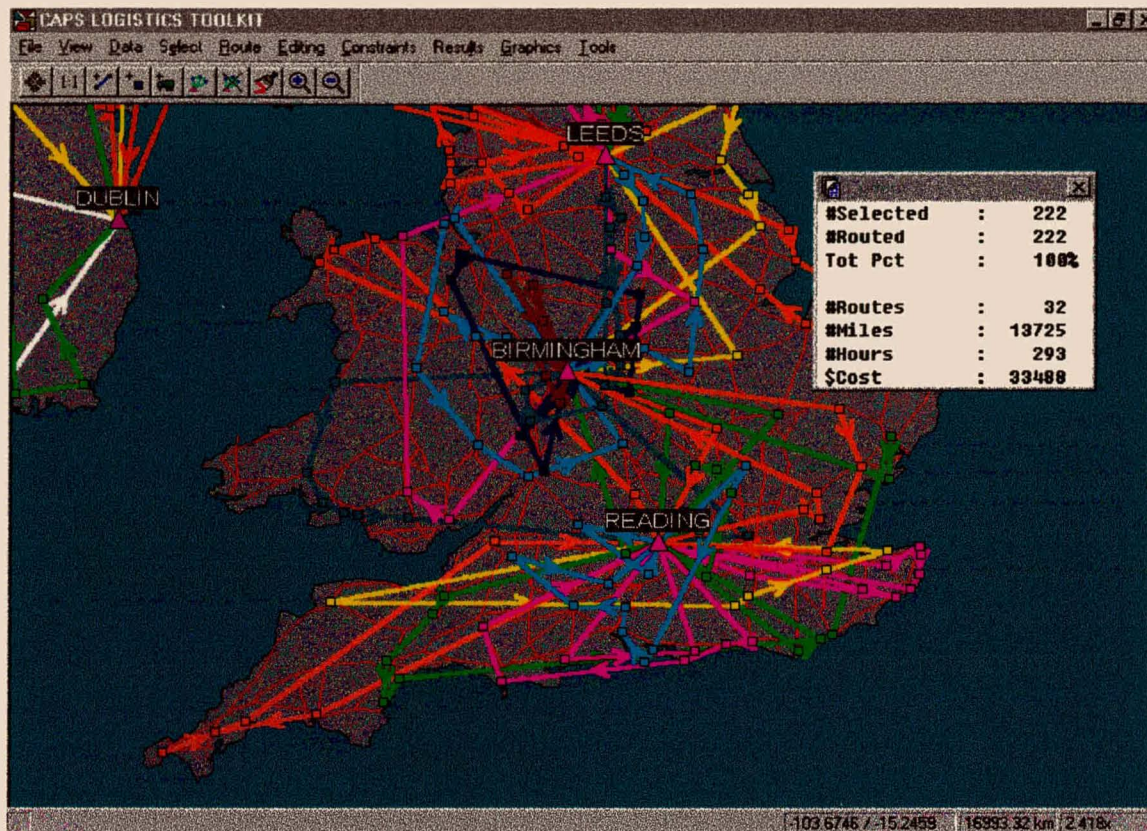 CAPS LOGISTICS TOOLKIT
File View Data Select Route Editing Constraints Results Graphics Tools
LEEDS
DUBLIN
#Selected : 222
#Routed : 222
Tot Pct : 100%
#Routes : 32
#Miles : 13725
#Hours : 293
$Cost : 33488
BIRMINGHAM
READING
-103.6746 / -15.2459 16993.32 km 2.418x